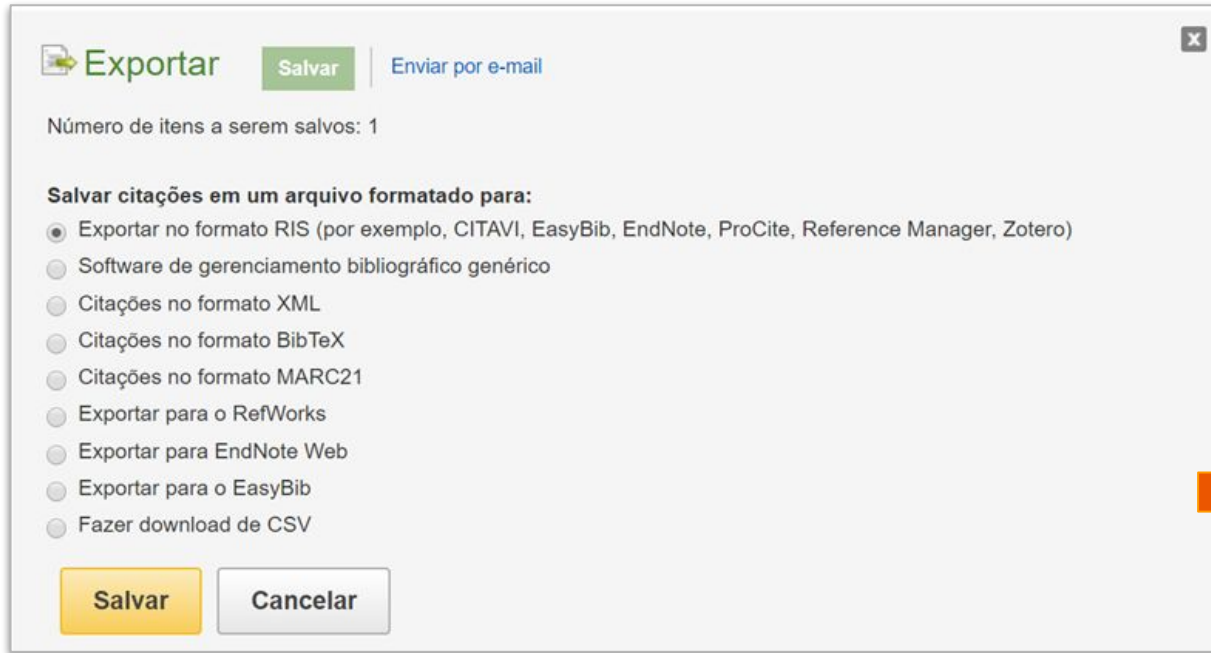 Exportar Salvar Enviar por e-mail
Número de itens a serem salvos: 1
Salvar citações em um arquivo formatado para:
Exportar no formato RIS (por exemplo, CITAVI, EasyBib, EndNote, ProCite, Reference Manager, Zotero)
Software de gerenciamento bibliográfico genérico
Citações no formato XML
Citações no formato BibTeX
Citações no formato MARC21
Exportar para o RefWorks
Exportar para EndNote Web
Exportar para o EasyBib
Fazer download de CSV
Salvar Cancelar